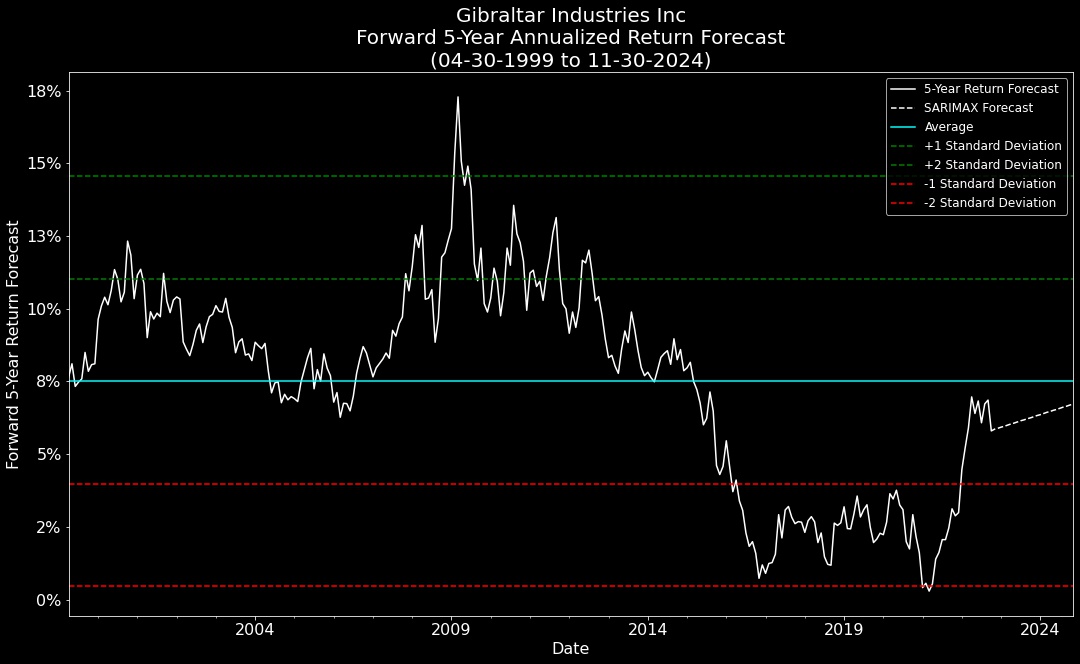 Gibraltar Industries Inc
Forward 5-Year Annualized Return Forecast
(04-30-1999 to 11-30-2024)
5-Year Return Forecast
SARIMAX Forecast
Average
+1 Standard Deviation
+2 Standard Deviation
-1 Standard Deviation
-2 Standard Deviation
Forward 5-Year Return Forecast
18%
15%
13%
10%
8%
5%
2%
0%
2004
2009
2014
2019
2024
Date